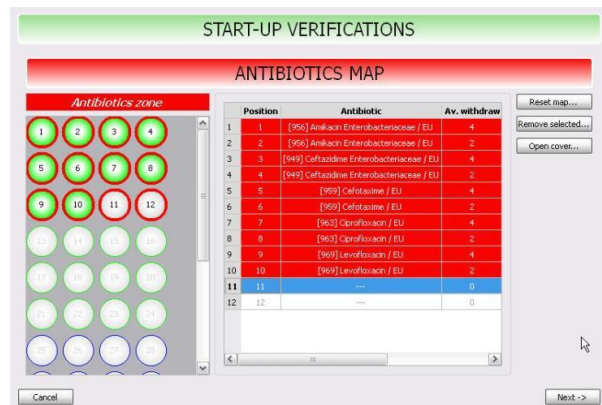 START-UP VERIFICATIONS
ANTIBIOTICS MAP
Antibiotics zone
1 2 3 4
5 6 7 8
9 10 11 12
13 14 15 16
17 18 19 20
21 22 23 24
25 26 27 28
Position Antibiotic Av. withdraw
1 1 [956] Amikacin Enterobacteriaceae / EU 4
2 2 [956] Amikacin Enterobacteriaceae / EU 2
3 3 [949] Ceftazidime Enterobacteriaceae / EU 4
4 4 [949] Ceftazidime Enterobacteriaceae / EU 2
5 5 [959] Cefotaxime / EU 4
6 6 [959] Cefotaxime / EU 2
7 7 [963] Ciprofloxacin / EU 4
8 8 [963] Ciprofloxacin / EU 2
9 9 [969] Levofloxacin / EU 4
10 10 [969] Levofloxacin / EU 2
11 11 --- 0
12 12 --- 0
Reset map...
Remove selected...
Open cover...
Cancel
Next ->